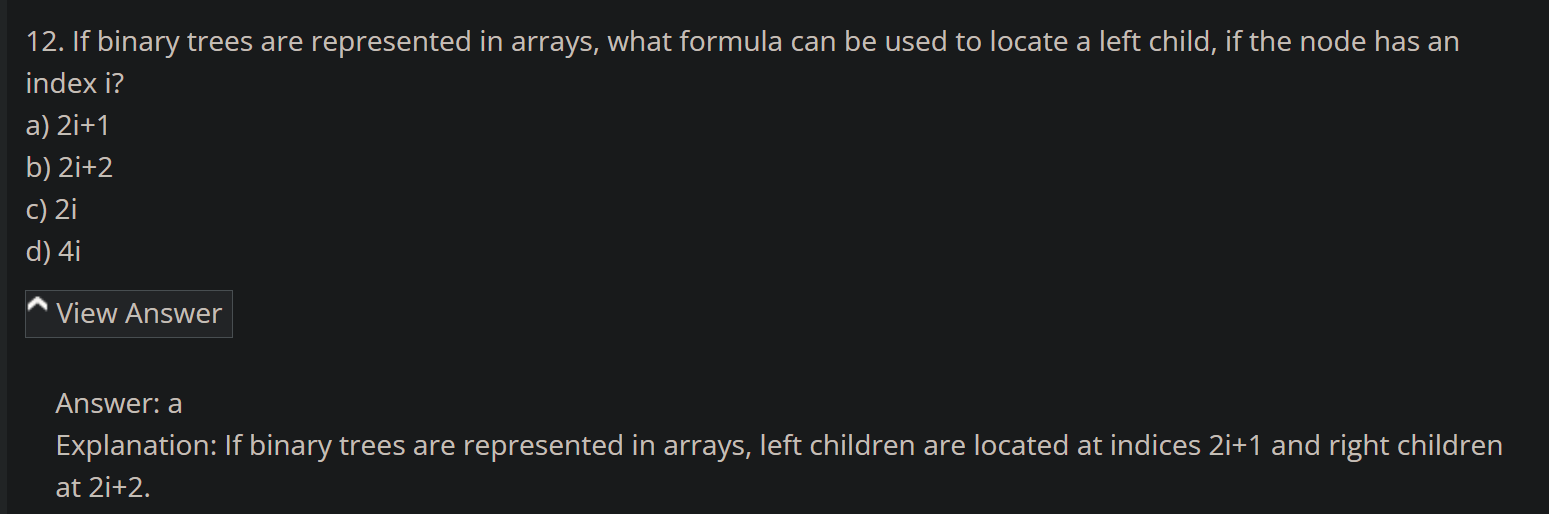 12. If binary trees are represented in arrays, what formula can be used to locate a left child, if the node has an
index i?
a) 2i+1
b) 2i+2
c) 2i
d) 4i
View Answer
Answer: a
Explanation: If binary trees are represented in arrays, left children are located at indices 2i+1 and right children
at 2i+2.